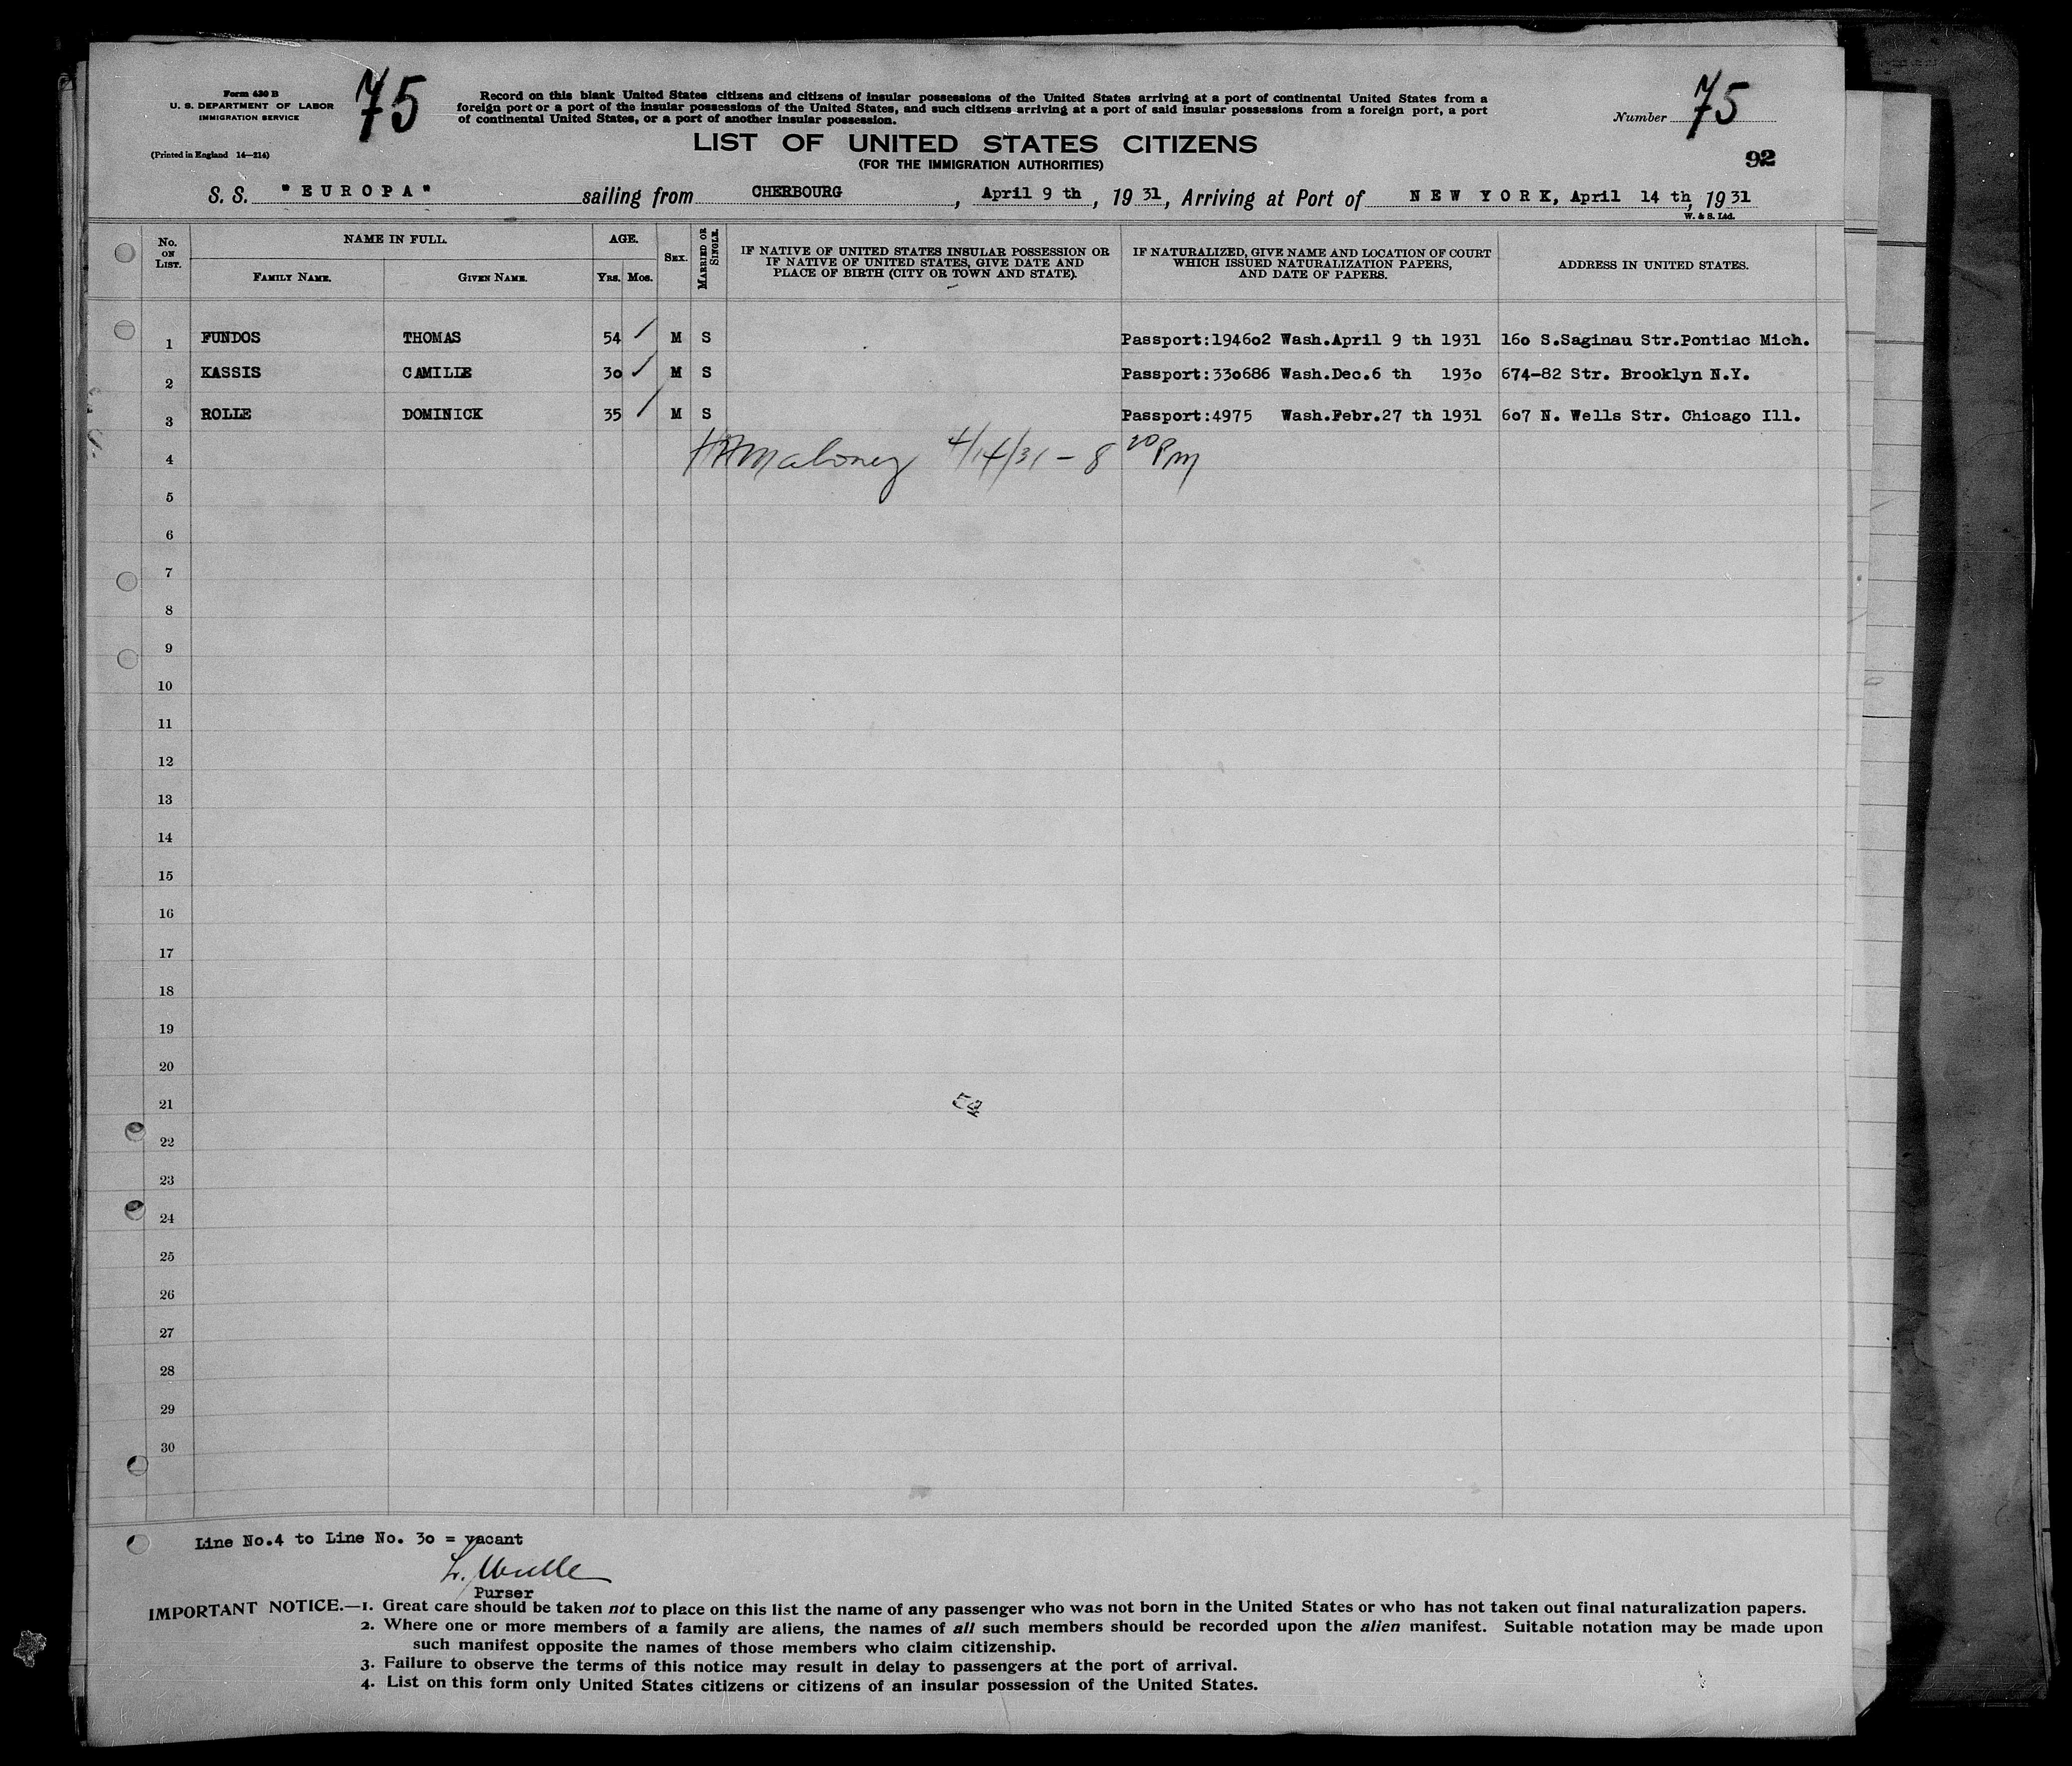 Form 430 B
U. S. DEPARTMENT OF LABOR
IMMIGRATION SERVICE
(Printed in England 14—214)
75
Record on this blank United States citizens and citizens of insular possessions of the United States arriving at a port of continental United States from a
foreign port or a port of the insular possessions of the United States, and such citizens arriving at a port of said insular possessions from a foreign port, a port
of continental United States, or a port of another insular possession.
LIST OF UNITED STATES CITIZENS
(FOR THE IMMIGRATION AUTHORITIES)
Number 75
92
S. S. "EUROPA" sailing from CHERBOURG, April 9 th, 1931, Arriving at Port of NEW YORK, April 14 th, 1931
W. & S. Ltd.
No. ON LIST. NAME IN FULL. FAMILY NAME. GIVEN NAME. AGE. YRS. MOS. SEX. MARRIED OR SINGLE. IF NATIVE OF UNITED STATES INSULAR POSSESSION OR IF NATIVE OF UNITED STATES, GIVE DATE AND PLACE OF BIRTH (CITY OR TOWN AND STATE). IF NATURALIZED, GIVE NAME AND LOCATION OF COURT WHICH ISSUED NATURALIZATION PAPERS, AND DATE OF PAPERS. ADDRESS IN UNITED STATES.
1 FUNDOS THOMAS 54 M S Passport:194602 Wash.April 9 th 1931 160 S.Saginau Str.Pontiac Mich.
2 KASSIS CAMILLE 30 M S Passport:330686 Wash.Dec.6 th 1930 674-82 Str. Brooklyn N.Y.
3 ROLLE DOMINICK 35 M S Passport:4975 Wash.Febr.27 th 1931 607 N. Wells Str. Chicago Ill.
4 Maloney 4/14/31 - 8 20 Pm
5
6
7
8
9
10
11
12
13
14
15
16
17
18
19
20
21
22
23
24
25
26
27
28
29
30
Line No.4 to Line No. 30 = vacant
Purser
IMPORTANT NOTICE.—1. Great care should be taken not to place on this list the name of any passenger who was not born in the United States or who has not taken out final naturalization papers.
2. Where one or more members of a family are aliens, the names of all such members should be recorded upon the alien manifest. Suitable notation may be made upon
such manifest opposite the names of those members who claim citizenship.
3. Failure to observe the terms of this notice may result in delay to passengers at the port of arrival.
4. List on this form only United States citizens or citizens of an insular possession of the United States.